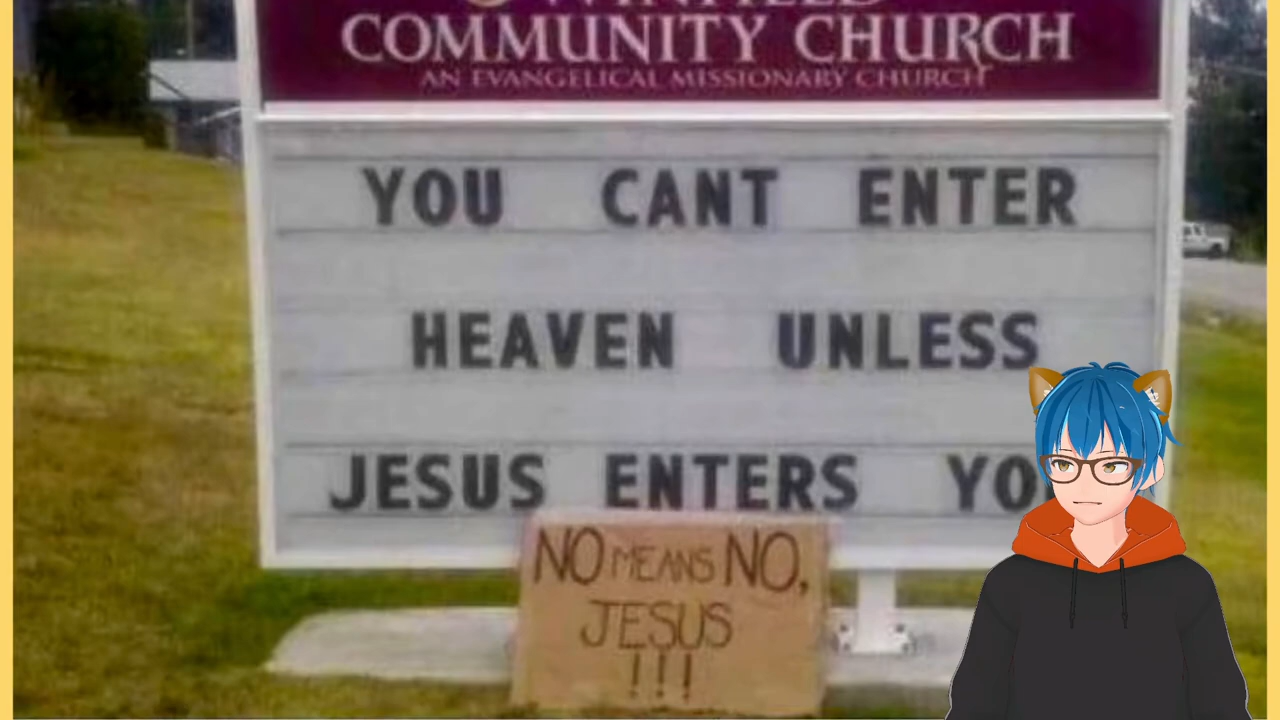 COMMUNITY CHURCH
AN EVANGELICAL MISSIONARY CHURCH
YOU CANT ENTER
HEAVEN UNLESS
JESUS ENTERS
NO MEANS NO,
JESUS
!!!